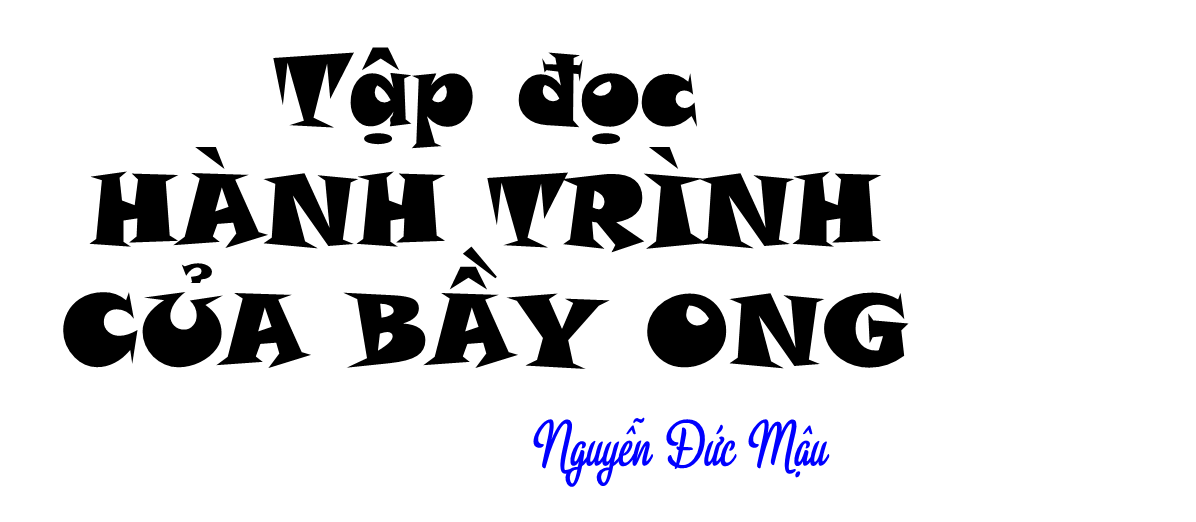 Tập đọc
HÀNH TRÌNH
CỦA BẦY ONG
Nguyễn Đức Mậu